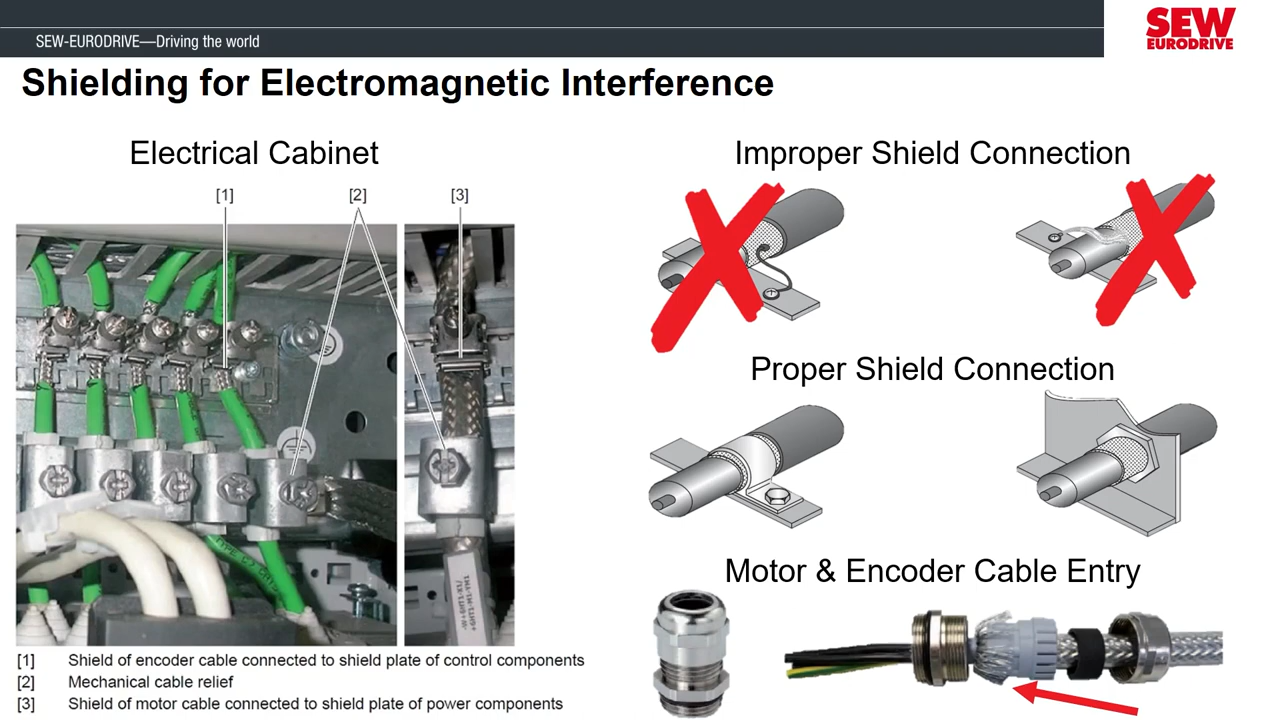 SEW-EURODRIVE—Driving the world
SEW
EURODRIVE
Shielding for Electromagnetic Interference
Electrical Cabinet
Improper Shield Connection
[1]
[2]
[3]
Proper Shield Connection
Motor & Encoder Cable Entry
[1] Shield of encoder cable connected to shield plate of control components
[2] Mechanical cable relief
[3] Shield of motor cable connected to shield plate of power components